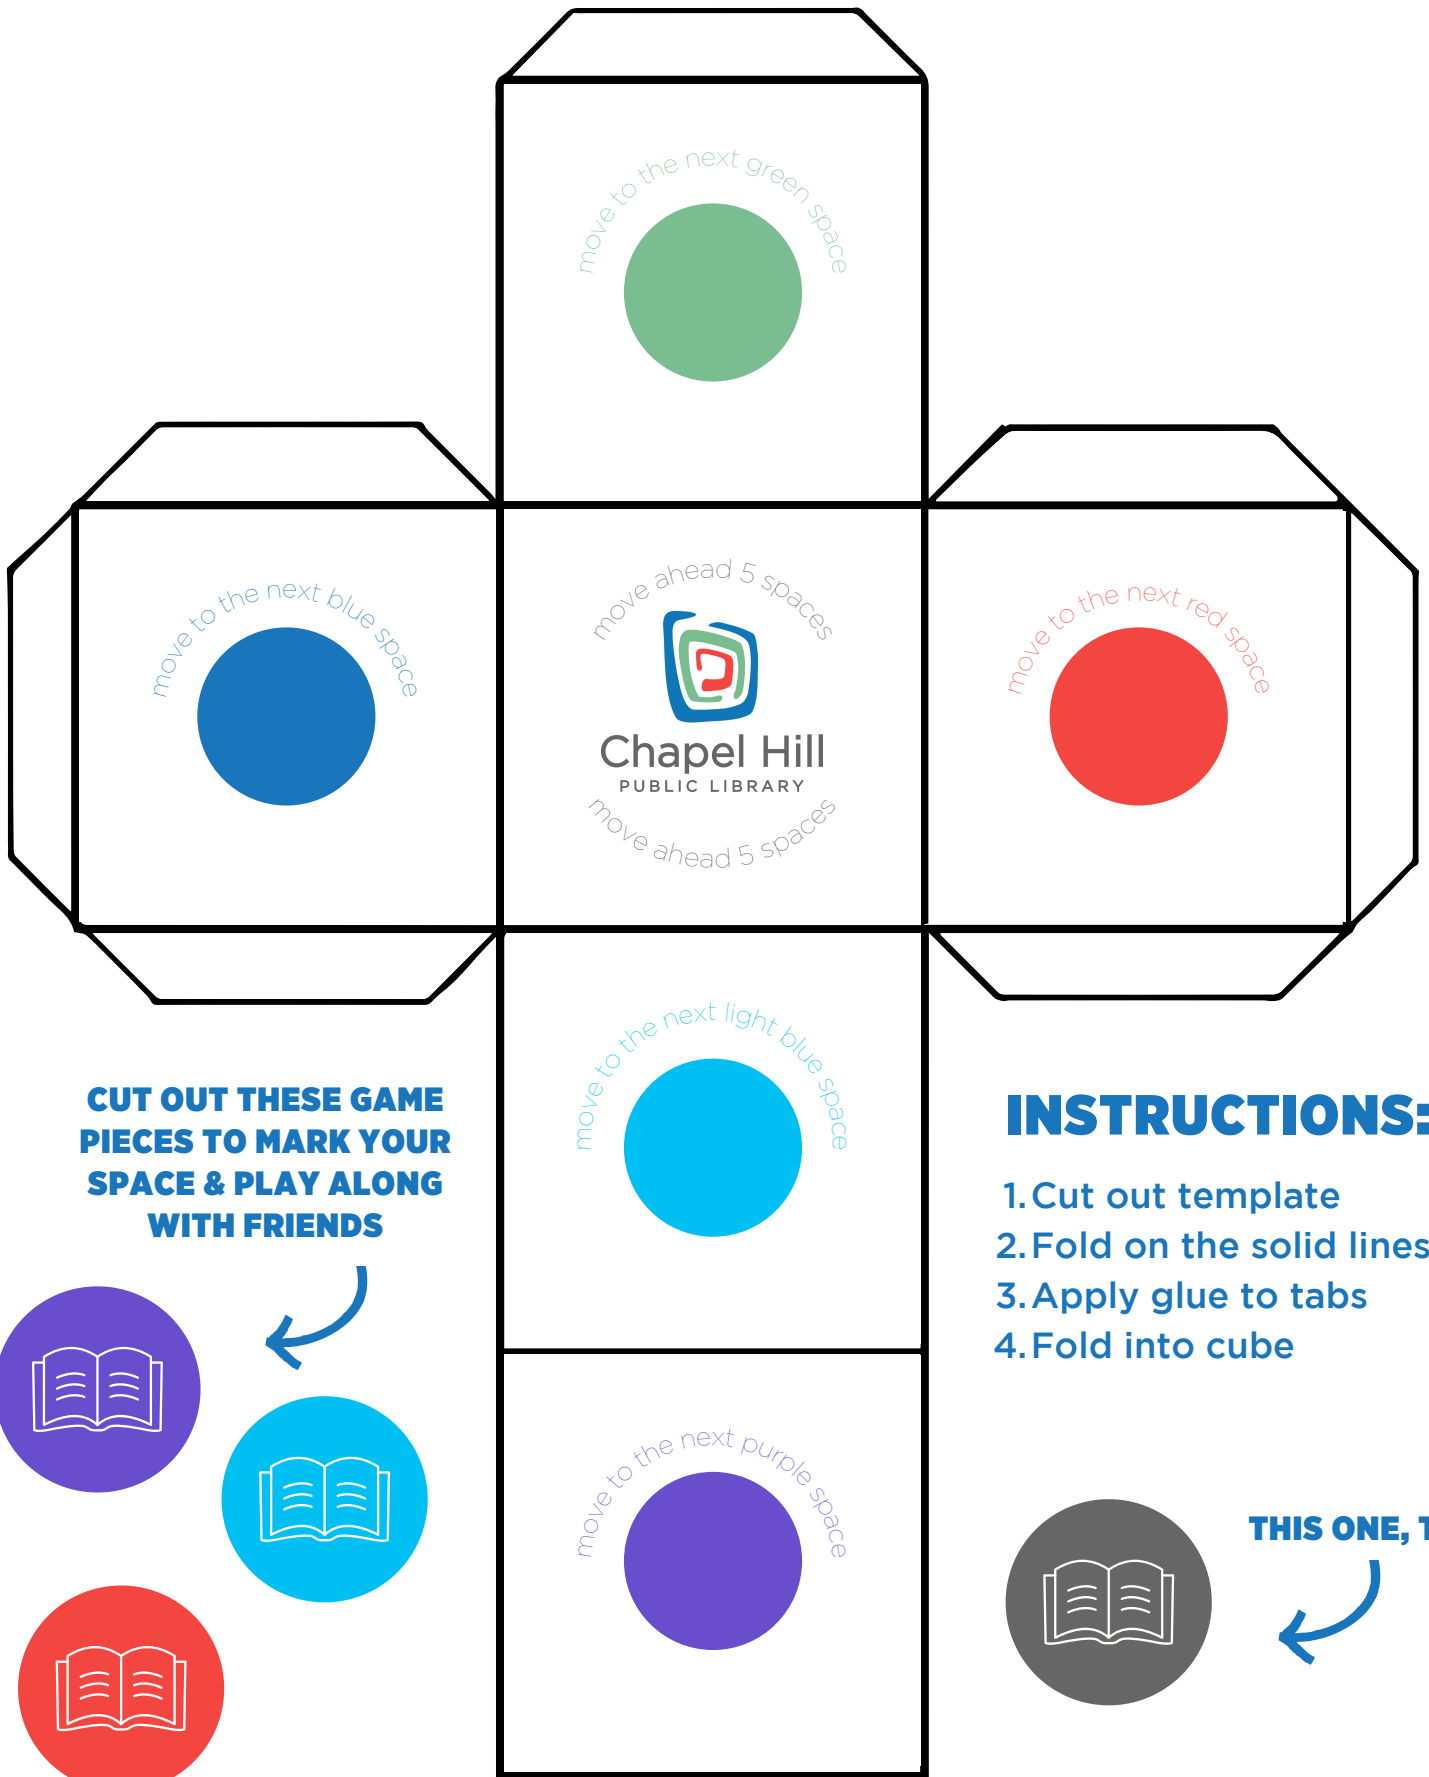 move to the next green space
move to the next blue space
move ahead 5 spaces
Chapel Hill
PUBLIC LIBRARY
move ahead 5 spaces
move to the next red space
move to the next light blue space
CUT OUT THESE GAME
PIECES TO MARK YOUR
SPACE & PLAY ALONG
WITH FRIENDS
INSTRUCTIONS:
1. Cut out template
2. Fold on the solid lines
3. Apply glue to tabs
4. Fold into cube
move to the next purple space
THIS ONE, T